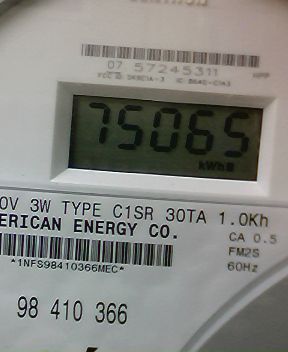 07 57245311
75065
kWh
0V 3W TYPE C1SR 30TA 1.0Kh
ERICAN ENERGY CO.
CA 0.5
FM2S
60Hz
*1NFS98410366MEC*
98 410 366